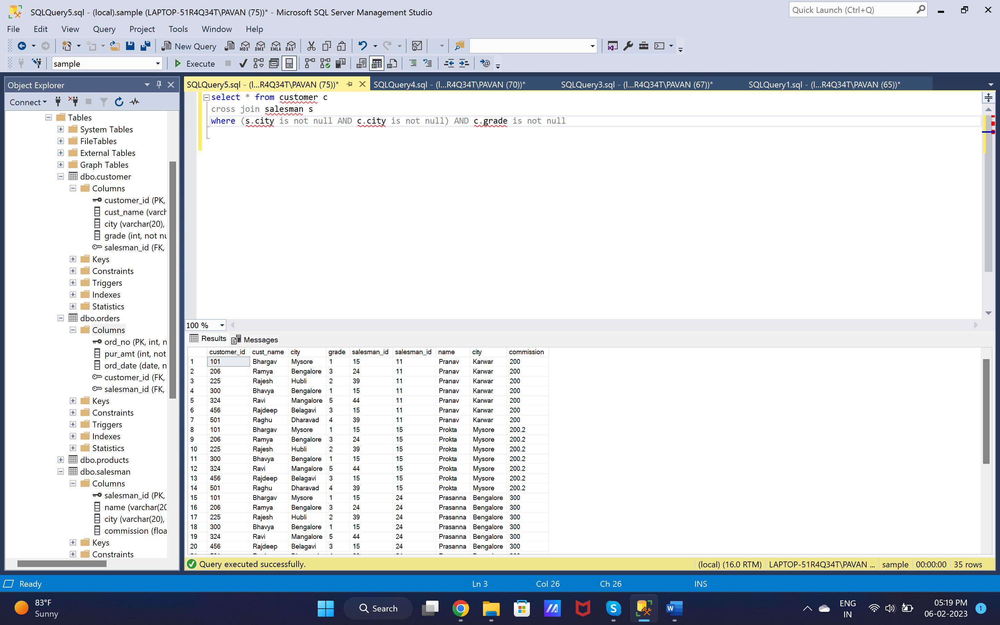 SQLQuery5.sql - (local).sample (LAPTOP-51R4Q34T\PAVAN (75))* - Microsoft SQL Server Management Studio
Quick Launch (Ctrl+Q)
File Edit View Query Project Tools Window Help
New Query MDX DMX XMLA DAX
sample Execute
Object Explorer
SQLQuery5.sql - (l...R4Q34T\PAVAN (75))* SQLQuery4.sql - (l...R4Q34T\PAVAN (70))* SQLQuery3.sql - (l...R4Q34T\PAVAN (67))* SQLQuery1.sql - (l...R4Q34T\PAVAN (65))*
Connect
Tables
System Tables
FileTables
External Tables
Graph Tables
dbo.customer
Columns
customer_id (PK,
cust_name (varch
city (varchar(20),
grade (int, not nu
salesman_id (FK,
Keys
Constraints
Triggers
Indexes
Statistics
dbo.orders
Columns
ord_no (PK, int, n
pur_amt (int, not
ord_date (date, n
customer_id (FK,
salesman_id (FK,
Keys
Constraints
Triggers
Indexes
Statistics
dbo.products
dbo.salesman
Columns
salesman_id (PK,
name (varchar(20
city (varchar(20),
commission (floa
Keys
Constraints
select * from customer c
cross join salesman s
where (s.city is not null AND c.city is not null) AND c.grade is not null
100 %
Results Messages
customer_id cust_name city grade salesman_id salesman_id name city commission
1 101 Bhargav Mysore 1 15 11 Pranav Karwar 200
2 206 Ramya Bengalore 3 24 11 Pranav Karwar 200
3 225 Rajesh Hubli 2 39 11 Pranav Karwar 200
4 300 Bhavya Bengalore 1 15 11 Pranav Karwar 200
5 324 Ravi Mangalore 5 44 11 Pranav Karwar 200
6 456 Rajdeep Belagavi 3 15 11 Pranav Karwar 200
7 501 Raghu Dharavad 4 39 11 Pranav Karwar 200
8 101 Bhargav Mysore 1 15 15 Prokta Mysore 200.2
9 206 Ramya Bengalore 3 24 15 Prokta Mysore 200.2
10 225 Rajesh Hubli 2 39 15 Prokta Mysore 200.2
11 300 Bhavya Bengalore 1 15 15 Prokta Mysore 200.2
12 324 Ravi Mangalore 5 44 15 Prokta Mysore 200.2
13 456 Rajdeep Belagavi 3 15 15 Prokta Mysore 200.2
14 501 Raghu Dharavad 4 39 15 Prokta Mysore 200.2
15 101 Bhargav Mysore 1 15 24 Prasanna Bengalore 300
16 206 Ramya Bengalore 3 24 24 Prasanna Bengalore 300
17 225 Rajesh Hubli 2 39 24 Prasanna Bengalore 300
18 300 Bhavya Bengalore 1 15 24 Prasanna Bengalore 300
19 324 Ravi Mangalore 5 44 24 Prasanna Bengalore 300
20 456 Rajdeep Belagavi 3 15 24 Prasanna Bengalore 300
Query executed successfully. (local) (16.0 RTM) LAPTOP-51R4Q34T\PAVAN ... sample 00:00:00 35 rows
Ready Ln 3 Col 26 Ch 26 INS
83°F
Sunny
Search
ENG
IN
05:19 PM
06-02-2023
1